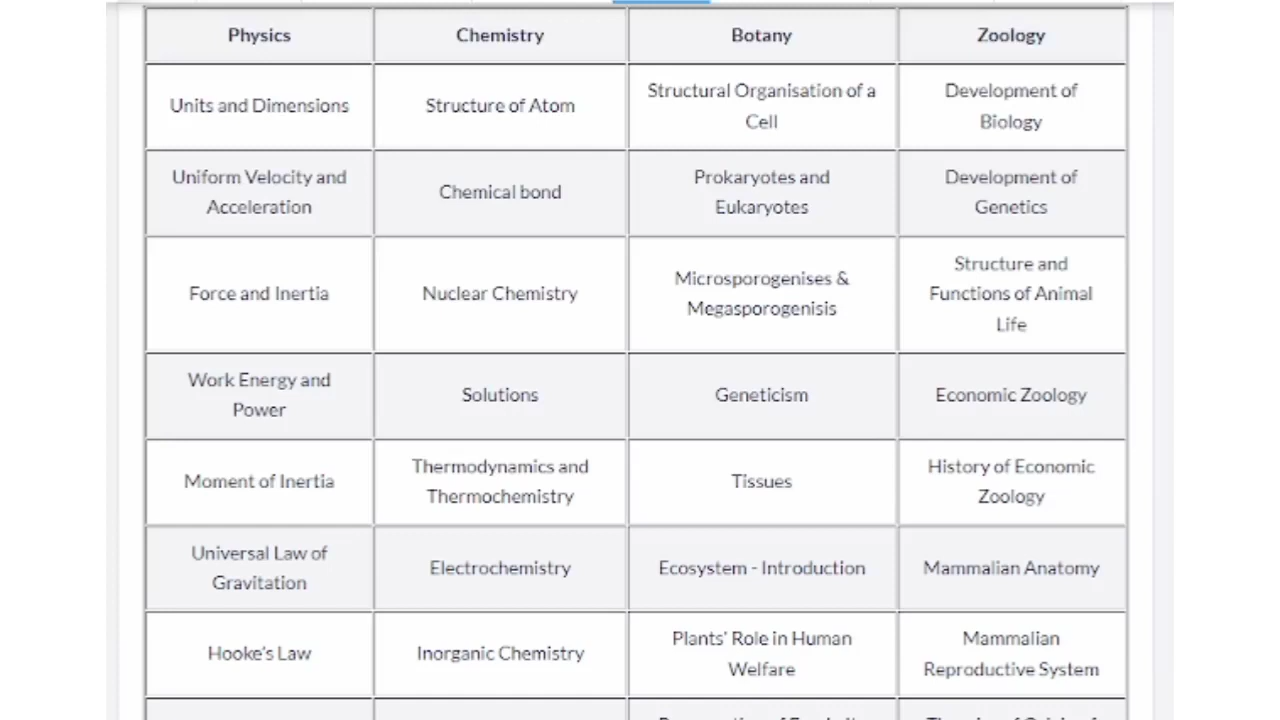 Physics
Chemistry
Botany
Zoology
Units and Dimensions
Structure of Atom
Structural Organisation of a
Cell
Development of
Biology
Uniform Velocity and
Acceleration
Chemical bond
Prokaryotes and
Eukaryotes
Development of
Genetics
Force and Inertia
Nuclear Chemistry
Microsporogenises &
Megasporogenisis
Structure and
Functions of Animal
Life
Work Energy and
Power
Solutions
Geneticism
Economic Zoology
Moment of Inertia
Thermodynamics and
Thermochemistry
Tissues
History of Economic
Zoology
Universal Law of
Gravitation
Electrochemistry
Ecosystem - Introduction
Mammalian Anatomy
Hooke's Law
Inorganic Chemistry
Plants' Role in Human
Welfare
Mammalian
Reproductive System